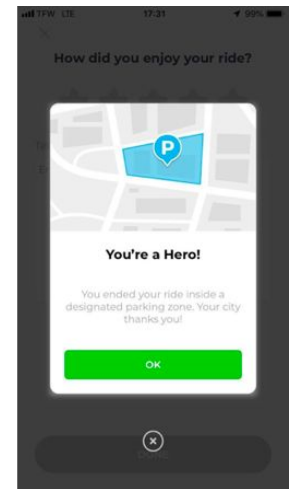 TFW LTE 17:31 99%
How did you enjoy your ride?
P
You're a Hero!
You ended your ride inside a
designated parking zone. Your city
thanks you!
OK